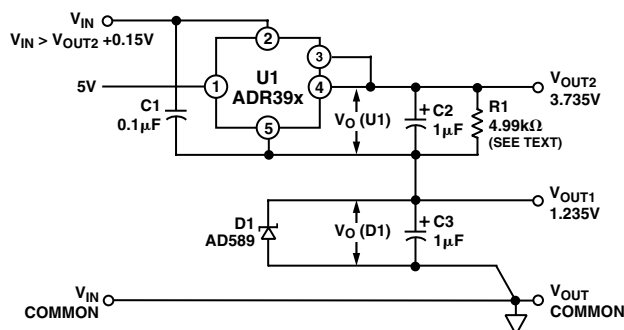 VIN
VIN > VOUT2 +0.15V
2
3
U1
ADR39x
5V
1
4
VOUT2
3.735V
C1
0.1µF
VO (U1)
+
C2
1µF
R1
4.99kΩ
(SEE TEXT)
5
VOUT1
1.235V
D1
AD589
VO (D1)
+
C3
1µF
VIN
COMMON
VOUT
COMMON